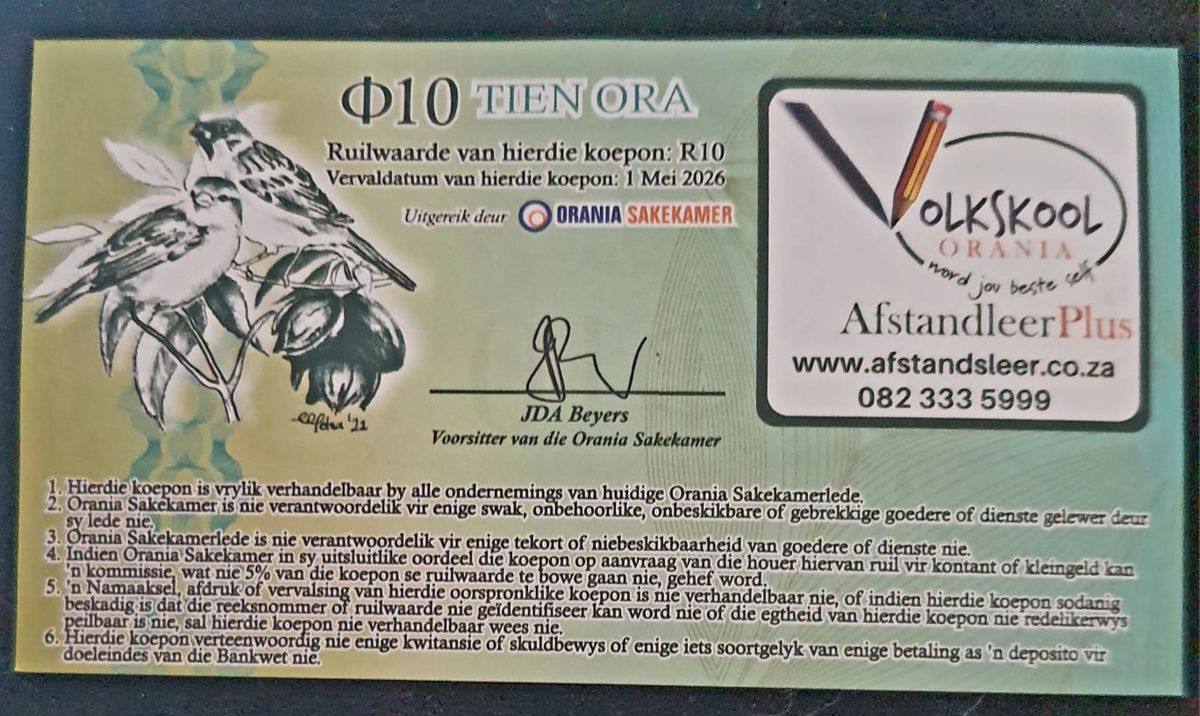 Ф10 TIEN ORA
Ruilwaarde van hierdie koepon: R10
Vervaldatum van hierdie koepon: 1 Mei 2026
Uitgereik deur ORANIA SAKEKAMER
VOLKSKOOL
ORANIA
word jou beste self
AfstandleerPlus
www.afstandsleer.co.za
082 333 5999
JDA Beyers
Voorsitter van die Orania Sakekamer
'21
1. Hierdie koepon is vrylik verhandelbaar by alle ondernemings van huidige Orania Sakekamerlede.
2. Orania Sakekamer is nie verantwoordelik vir enige swak, onbehoorlike, onbeskikbare of gebrekkige goedere of dienste gelewer deur
sy lede nie.
3. Orania Sakekamerlede is nie verantwoordelik vir enige tekort of niebeskikbaarheid van goedere of dienste nie.
4. Indien Orania Sakekamer in sy uitsluitlike oordeel die koepon op aanvraag van die houer hiervan ruil vir kontant of kleingeld kan
'n kommissie, wat nie 5% van die koepon se ruilwaarde te bowe gaan nie, gehef word.
5. 'n Namaaksel, afdruk of vervalsing van hierdie oorspronklike koepon is nie verhandelbaar nie, of indien hierdie koepon sodanig
beskadig is dat die reeksnommer of ruilwaarde nie geïdentifiseer kan word nie of die egtheid van hierdie koepon nie redelikerwys
peilbaar is nie, sal hierdie koepon nie verhandelbaar wees nie.
6. Hierdie koepon verteenwoordig nie enige kwitansie of skuldbewys of enige iets soortgelyk van enige betaling as 'n deposito vir
doeleindes van die Bankwet nie.